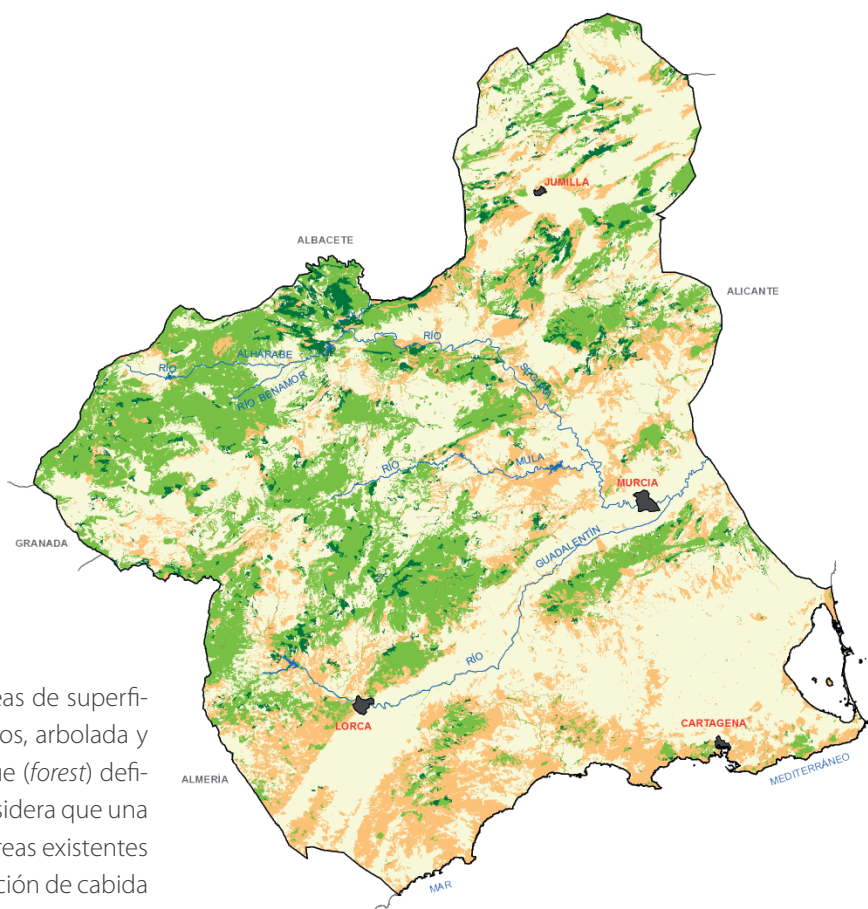 JUMILLA
ALBACETE
ALICANTE
RÍO
ALHÁRABE
RÍO
SEGURA
RÍO BENAMOR
RÍO
MULA
MURCIA
GRANADA
GUADALENTÍN
RÍO
LORCA
CARTAGENA
ALMERÍA
MEDITERRÁNEO
MAR
eas de superfi-
os, arbolada y
ue (forest) defi-
sidera que una
reas existentes
ción de cabida